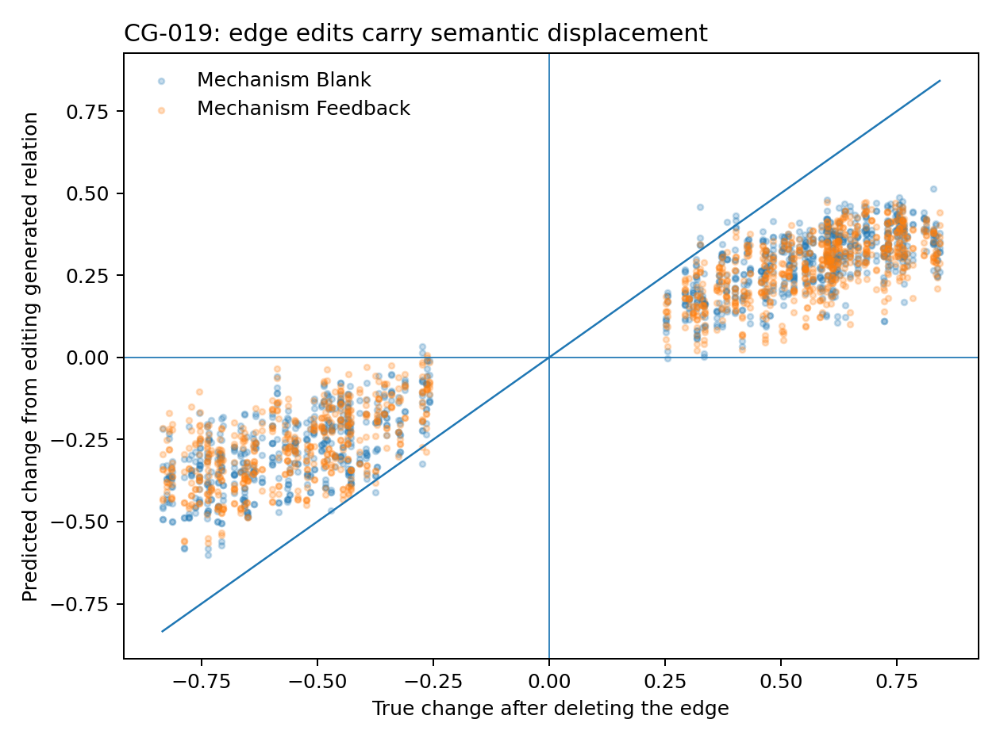 CG-019: edge edits carry semantic displacement
Mechanism Blank
Mechanism Feedback
Predicted change from editing generated relation
0.75
0.50
0.25
0.00
−0.25
−0.50
−0.75
−0.75
−0.50
−0.25
0.00
0.25
0.50
0.75
True change after deleting the edge